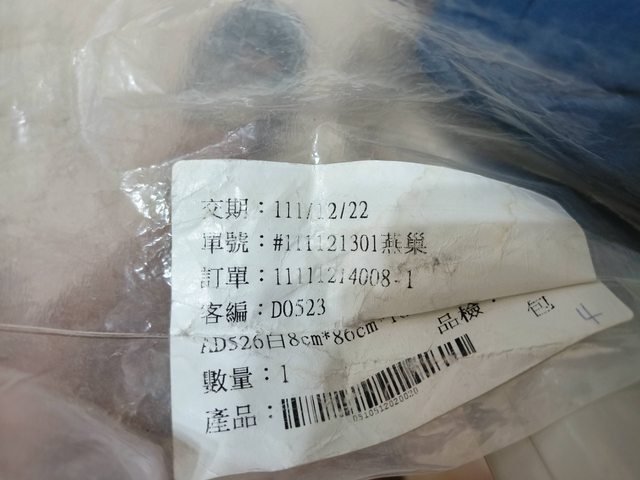 交期：111/12/22
單號：#111121301燕巢
訂單：11111214008-1
客編：D0523
AD526白8cm*86cm*
品檢： 包
4
數量：1
產品：
0510512020020